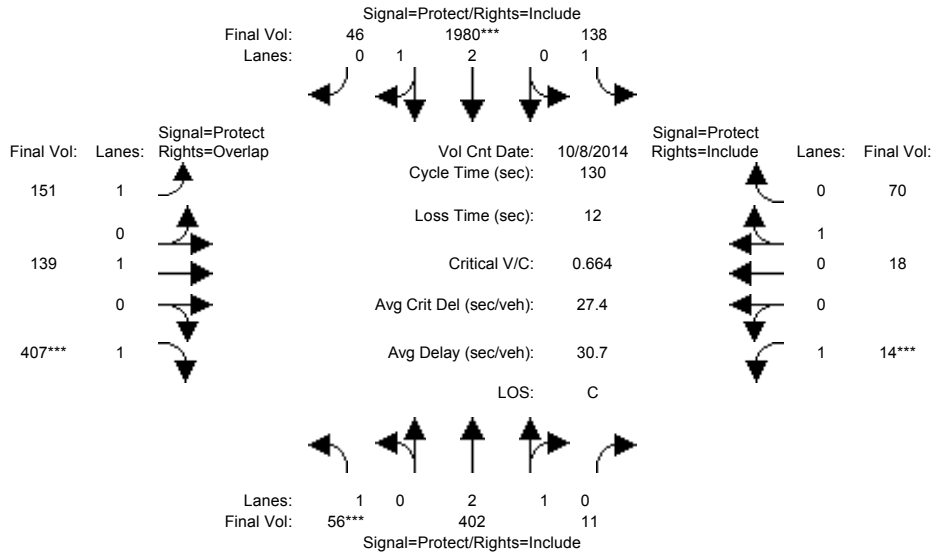 Signal=Protect/Rights=Include
Final Vol: 46 1980*** 138
Lanes: 0 1 2 0 1
Signal=Protect Signal=Protect
Final Vol: Lanes: Rights=Overlap Vol Cnt Date: 10/8/2014 Rights=Include Lanes: Final Vol:
Cycle Time (sec): 130
151 1 0 70
Loss Time (sec): 12
0 1
139 1 Critical V/C: 0.664 0 18
0 Avg Crit Del (sec/veh): 27.4 0
407*** 1 Avg Delay (sec/veh): 30.7 1 14***
LOS: C
Lanes: 1 0 2 1 0
Final Vol: 56*** 402 11
Signal=Protect/Rights=Include